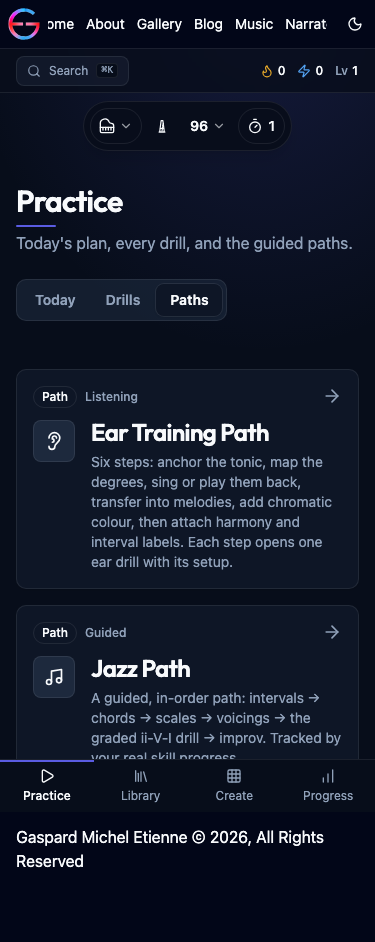 ome About Gallery Blog Music Narrat
Search ⌘K 0 0 Lv 1
96 1
Practice
Today's plan, every drill, and the guided paths.
Today Drills Paths
Path Listening
Ear Training Path
Six steps: anchor the tonic, map the
degrees, sing or play them back,
transfer into melodies, add chromatic
colour, then attach harmony and
interval labels. Each step opens one
ear drill with its setup.
Path Guided
Jazz Path
A guided, in-order path: intervals →
chords → scales → voicings → the
graded ii-V-I drill → improv. Tracked by
your real skill progress.
Practice Library Create Progress
Gaspard Michel Etienne © 2026, All Rights
Reserved